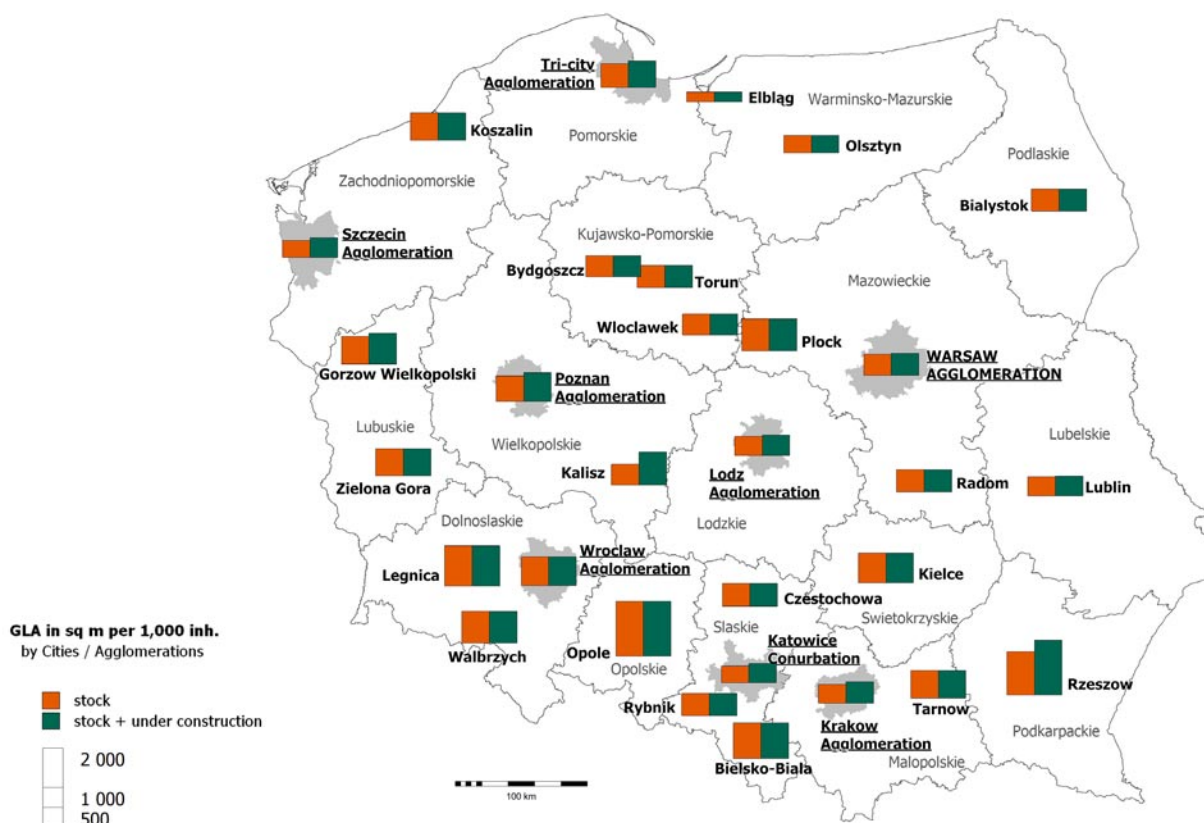 Tri-city
Agglomeration
Elbląg
Warminsko-Mazurskie
Koszalin
Pomorskie
Olsztyn
Podlaskie
Zachodniopomorskie
Bialystok
Szczecin
Agglomeration
Kujawsko-Pomorskie
Bydgoszcz
Torun
Mazowieckie
Wloclawek
Plock
WARSAW
AGGLOMERATION
Gorzow Wielkopolski
Poznan
Agglomeration
Lubuskie
Wielkopolskie
Lubelskie
Kalisz
Lodz
Agglomeration
Zielona Gora
Radom
Lublin
Lodzkie
Dolnoslaskie
Wroclaw
Agglomeration
Legnica
Kielce
Czestochowa
Swietokrzyskie
Slaskie
GLA in sq m per 1,000 inh.
by Cities / Agglomerations
Walbrzych
Opole
Opolskie
Katowice
Conurbation
Rzeszow
stock
stock + under construction
Rybnik
Tarnow
Krakow
Agglomeration
Podkarpackie
Malopolskie
Bielsko-Biala
2 000
1 000
500
100 km